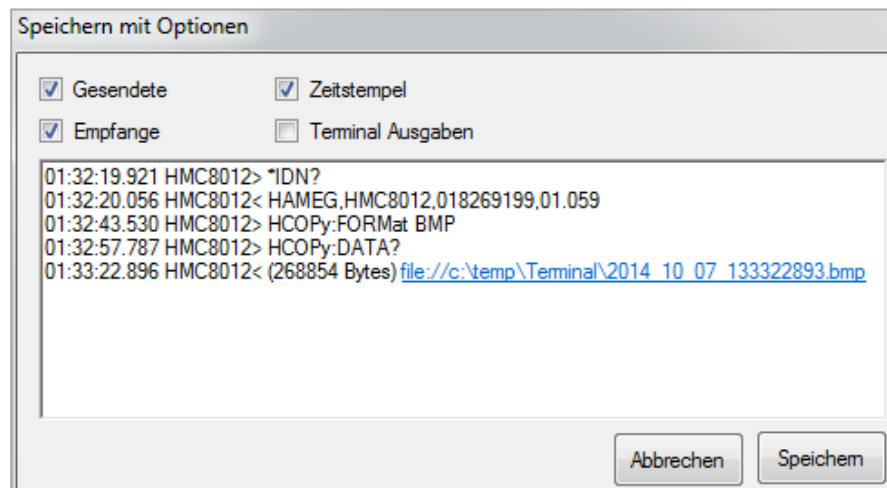 Speichern mit Optionen
Gesendete Zeitstempel
Empfange Terminal Ausgaben
01:32:19.921 HMC8012> *IDN?
01:32:20.056 HMC8012< HAMEG,HMC8012,018269199,01.059
01:32:43.530 HMC8012> HCOPy:FORMat BMP
01:32:57.787 HMC8012> HCOPy:DATA?
01:33:22.896 HMC8012< (268854 Bytes) file://c:\temp\Terminal\2014_10_07_133322893.bmp
Abbrechen Speichern